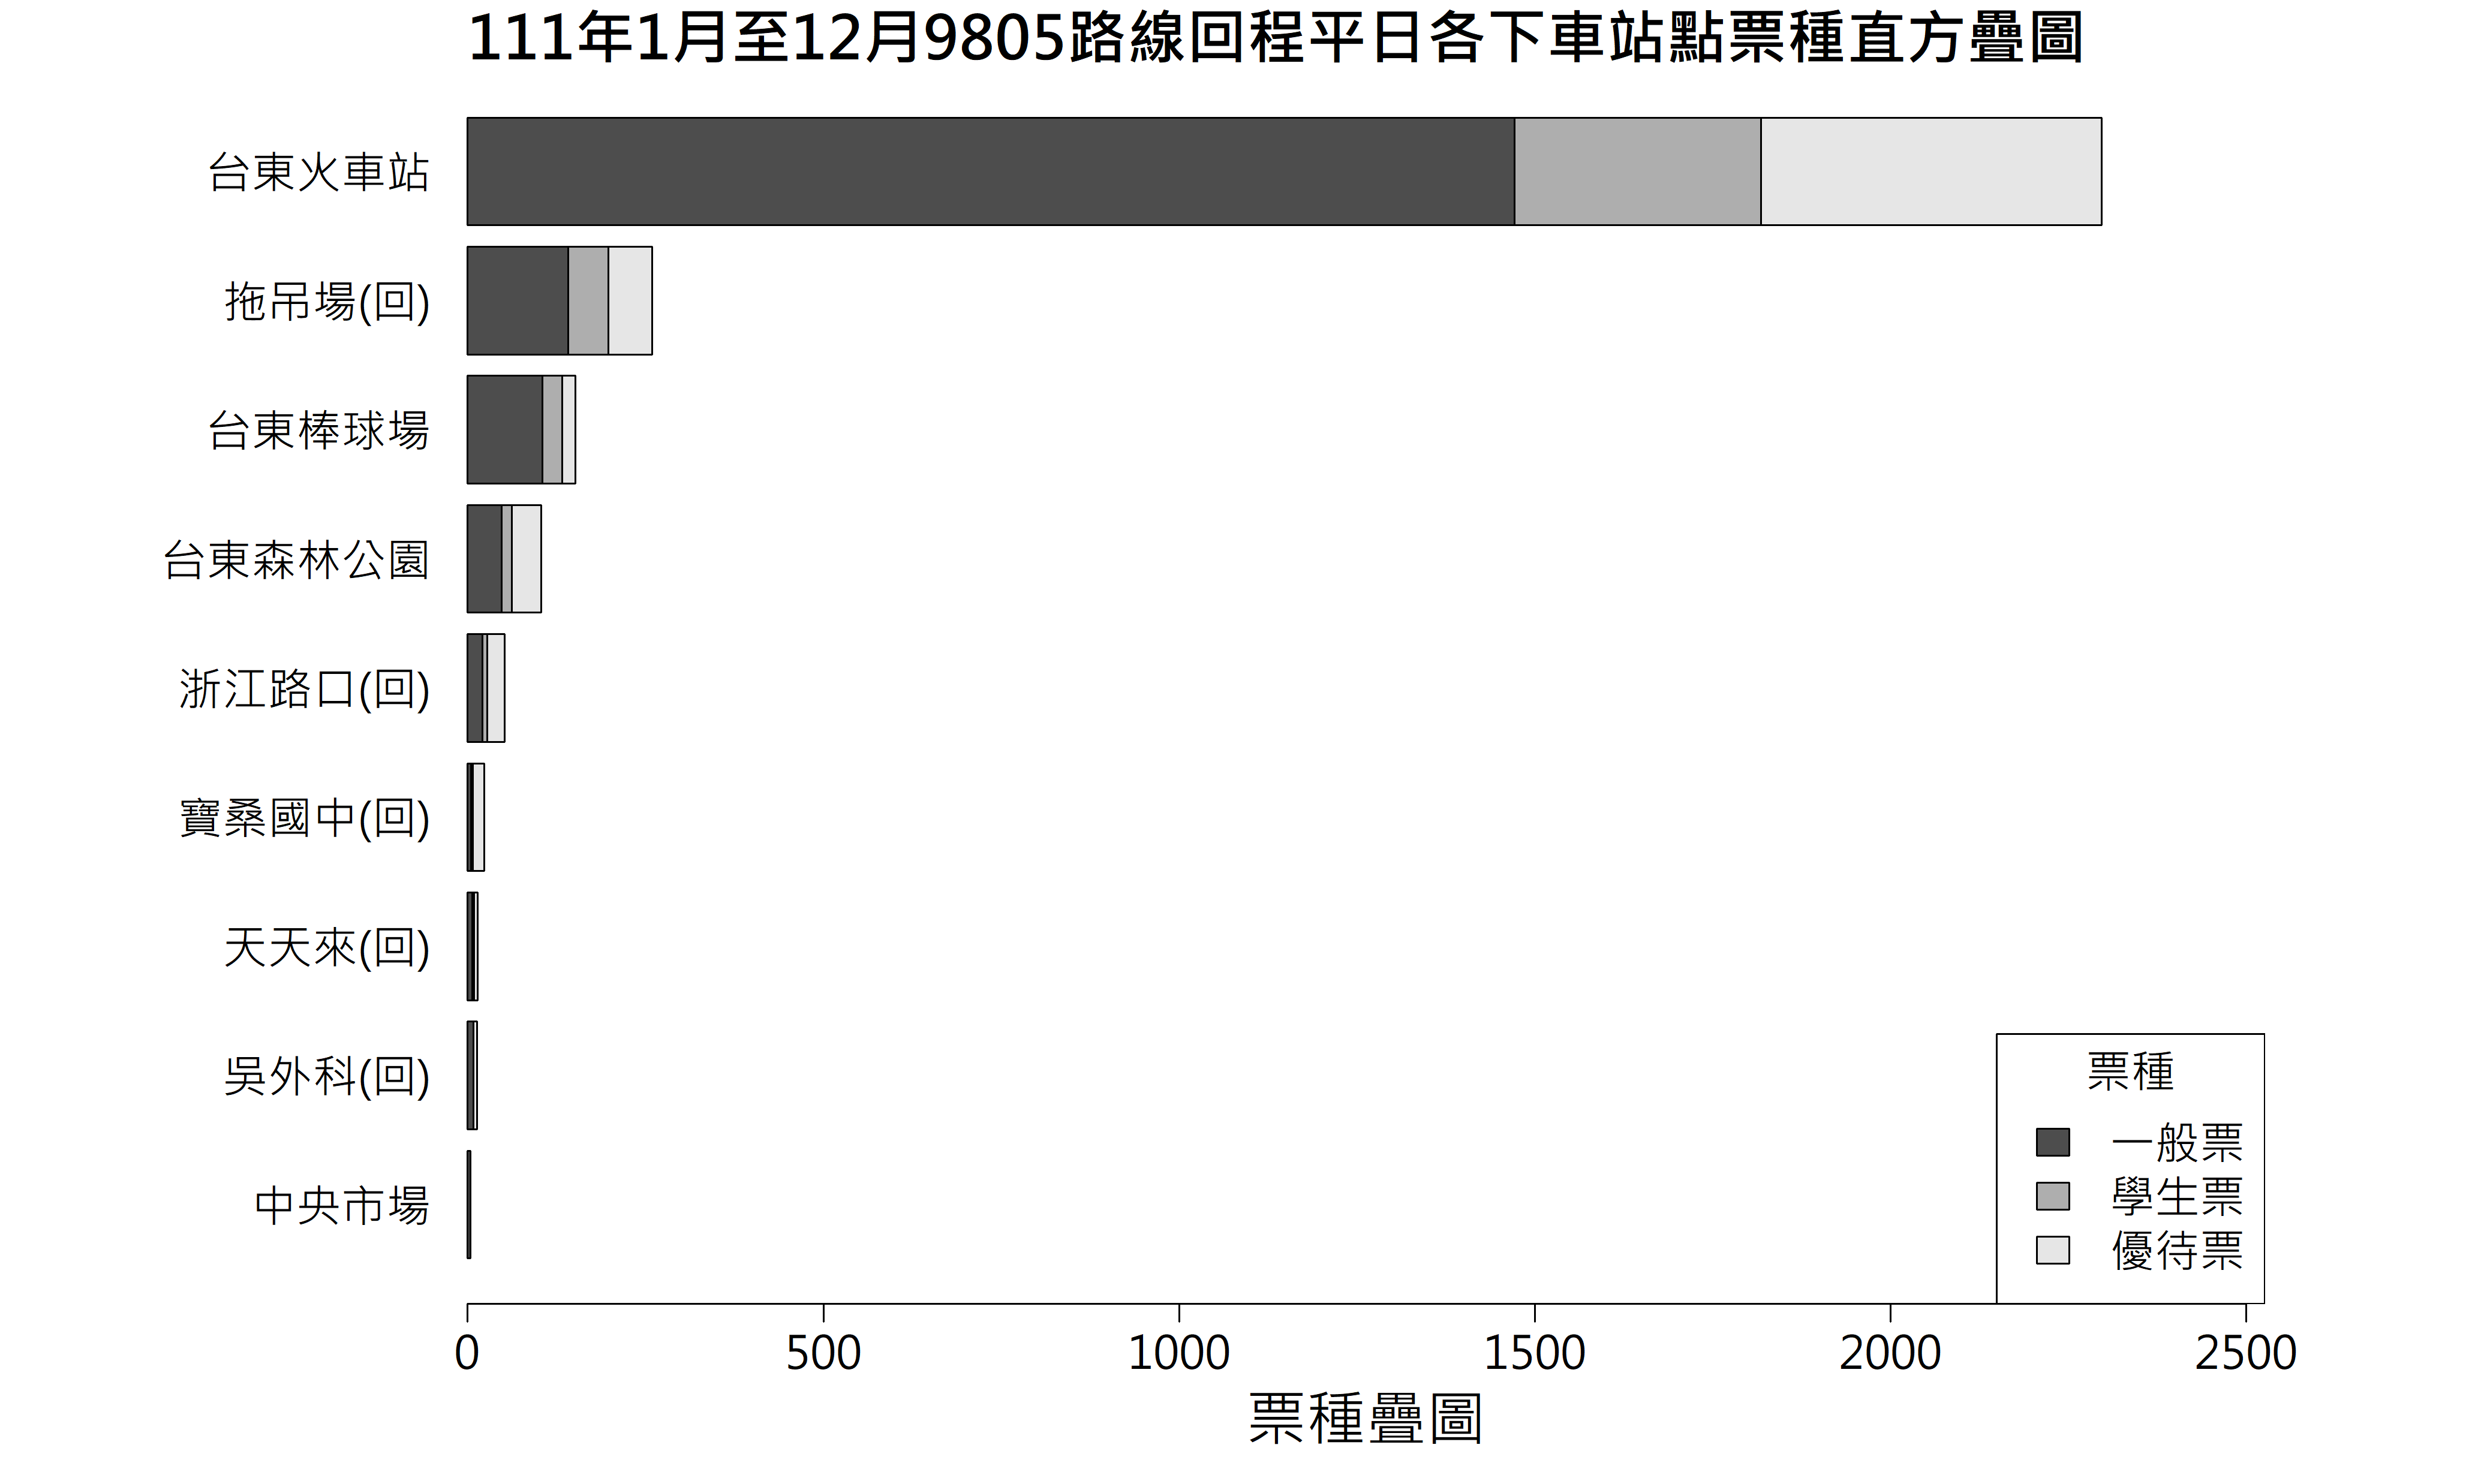 111年1月至12月9805路線回程平日各下車站點票種直方疊圖
台東火車站
拖吊場(回)
台東棒球場
台東森林公園
浙江路口(回)
寶桑國中(回)
天天來(回)
吳外科(回)
中央市場
票種
一般票
學生票
優待票
0 500 1000 1500 2000 2500
票種疊圖